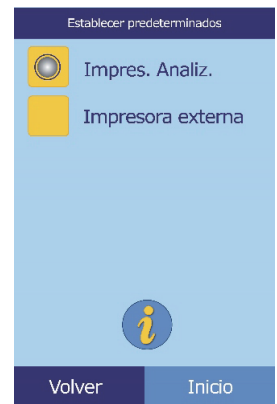 Establecer predeterminados
Impres. Analiz.
Impresora externa
i
Volver Inicio